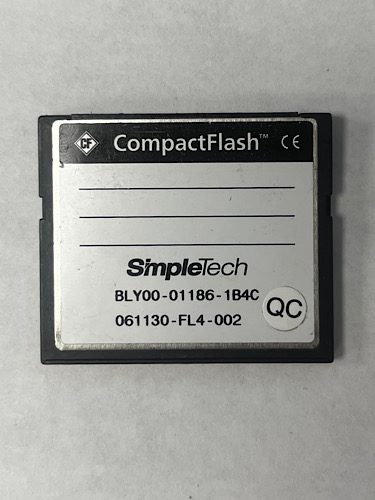 CF CompactFlash™ CE
SimpleTech
BLY00-01186-1B4C
061130-FL4-002
QC